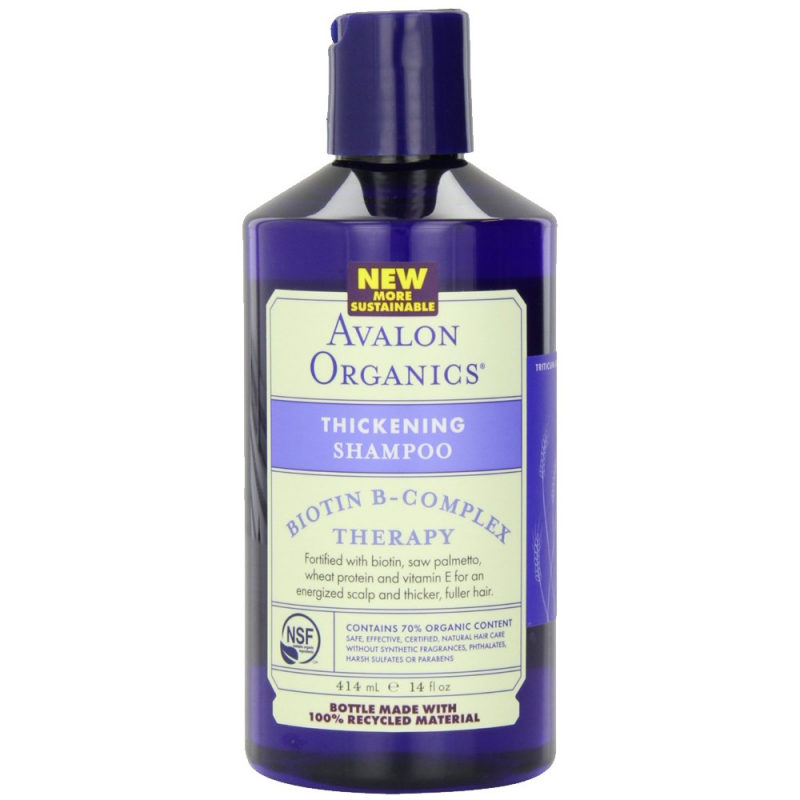 NEW
MORE
SUSTAINABLE
AVALON
ORGANICS®
THICKENING
SHAMPOO
BIOTIN B-COMPLEX
THERAPY
Fortified with biotin, saw palmetto,
wheat protein and vitamin E for an
energized scalp and thicker, fuller hair.
NSF
CONTAINS 70% ORGANIC CONTENT
SAFE, EFFECTIVE, CERTIFIED, NATURAL HAIR CARE
WITHOUT SYNTHETIC FRAGRANCES, PHTHALATES,
HARSH SULFATES OR PARABENS
414 mL ℮ 14 fl oz
BOTTLE MADE WITH
100% RECYCLED MATERIAL
TRITICUM